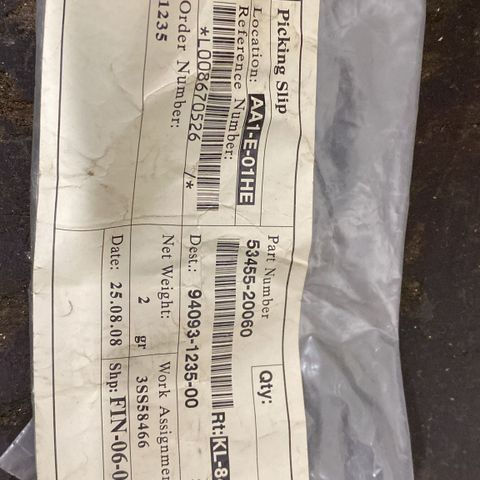 Picking Slip
Location: AA1-E-01HE
Reference Number:
*L008670526 /*
Order Number:
1235
Part Number
53455-20060
Qty:
Dest.: 94093-1235-00
Rt:KL-8
Net Weight: 2 gr
Work Assignmen
3SS58466
Date: 25.08.08
Shp: FIN-06-0